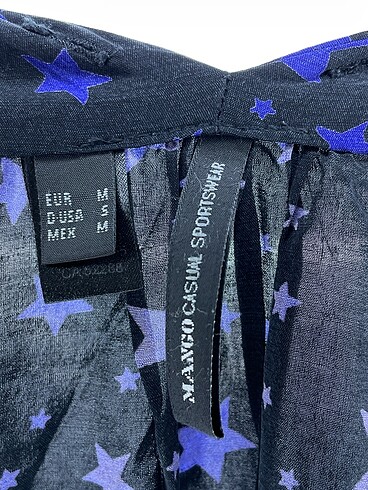 EUR M
D-USA S
MEX M
MANGO CASUAL SPORTSWEAR